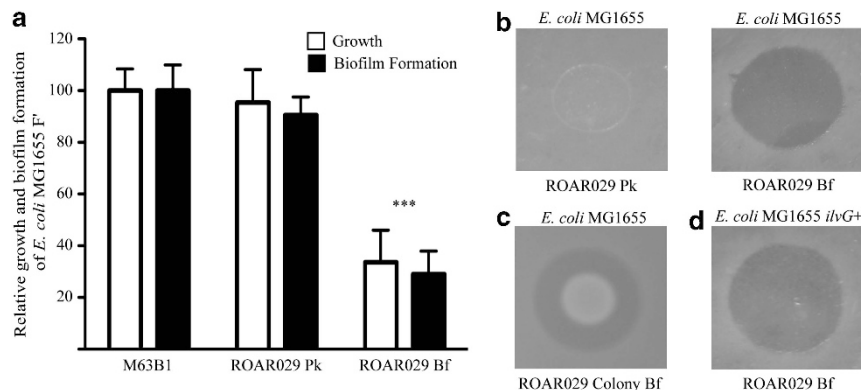 a
Relative growth and biofilm formation
of E. coli MG1655 F'
120
100
80
60
40
20
Growth
Biofilm Formation
***
M63B1
ROAR029 Pk
ROAR029 Bf
b
E. coli MG1655
ROAR029 Pk
E. coli MG1655
ROAR029 Bf
c
E. coli MG1655
ROAR029 Colony Bf
d
E. coli MG1655 ilvG+
ROAR029 Bf